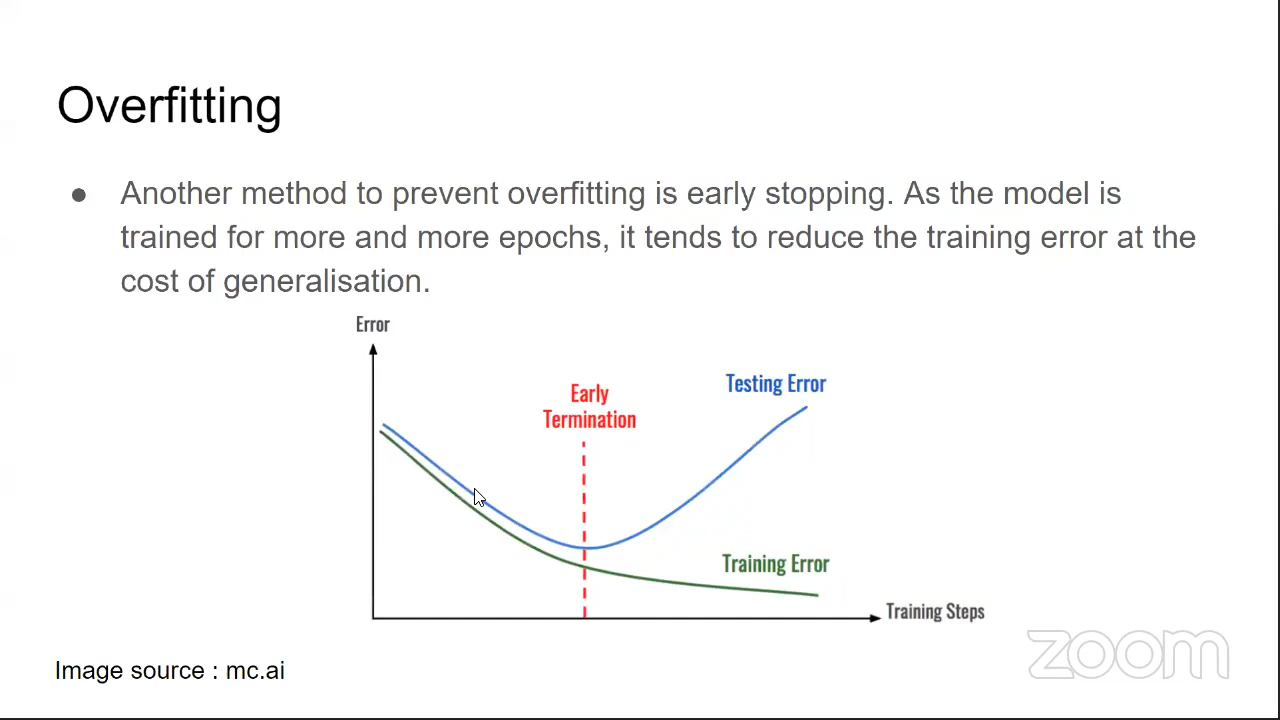 Overfitting
● Another method to prevent overfitting is early stopping. As the model is
trained for more and more epochs, it tends to reduce the training error at the
cost of generalisation.
Error
Early
Termination
Testing Error
Training Error
Training Steps
Image source : mc.ai
zoom